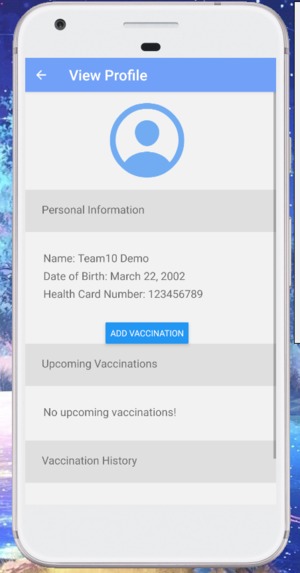 View Profile
Personal Information
Name: Team10 Demo
Date of Birth: March 22, 2002
Health Card Number: 123456789
ADD VACCINATION
Upcoming Vaccinations
No upcoming vaccinations!
Vaccination History